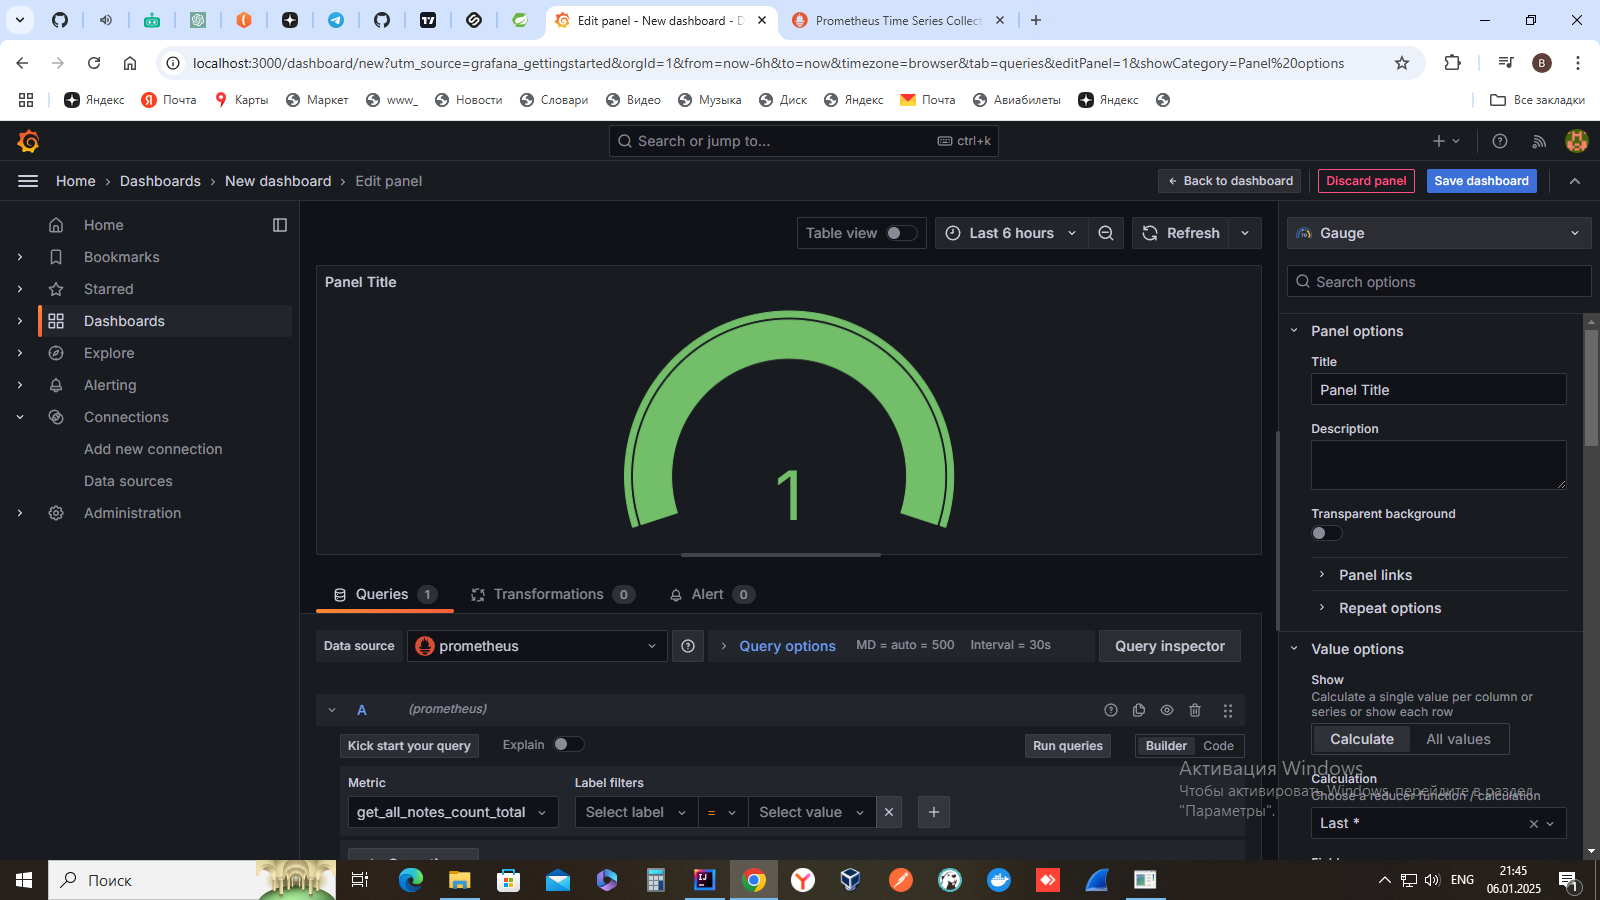 Edit panel - New dashboard - D
Prometheus Time Series Collect
localhost:3000/dashboard/new?utm_source=grafana_gettingstarted&orgId=1&from=now-6h&to=now&timezone=browser&tab=queries&editPanel=1&showCategory=Panel%20options
B
Яндекс
Почта
Карты
Маркет
www_
Новости
Словари
Видео
Музыка
Диск
Яндекс
Почта
Авиабилеты
Яндекс
Все закладки
Search or jump to...
ctrl+k
Home
Dashboards
New dashboard
Edit panel
Back to dashboard
Discard panel
Save dashboard
Home
Bookmarks
Starred
Dashboards
Explore
Alerting
Connections
Add new connection
Data sources
Administration
Table view
Last 6 hours
Refresh
Panel Title
1
Queries 1
Transformations 0
Alert 0
Data source
prometheus
Query options
MD = auto = 500
Interval = 30s
Query inspector
A
(prometheus)
Kick start your query
Explain
Run queries
Builder
Code
Metric
Label filters
get_all_notes_count_total
Select label
=
Select value
Gauge
Search options
Panel options
Title
Panel Title
Description
Transparent background
Panel links
Repeat options
Value options
Show
Calculate a single value per column or
series or show each row
Calculate
All values
Calculation
Choose a reducer function / calculation
Last *
Активация Windows
Чтобы активировать Windows, перейдите в раздел
"Параметры".
Поиск
ENG
21:45
06.01.2025
1